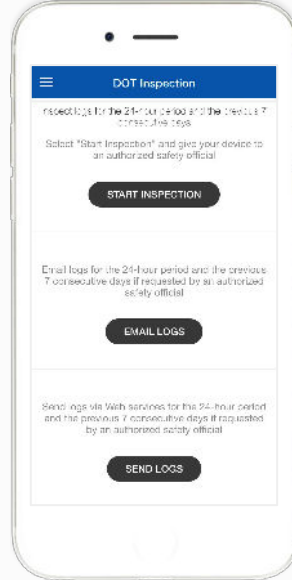 DOT Inspection
Inspect logs for the 24-hour period and the previous 7
consecutive days
Select "Start Inspection" and give your device to
an authorized safety official
START INSPECTION
Email logs for the 24-hour period and the previous
7 consecutive days if requested by an authorized
safety official
EMAIL LOGS
Send logs via Web services for the 24-hour period
and the previous 7 consecutive days if requested
by an authorized safety official
SEND LOGS